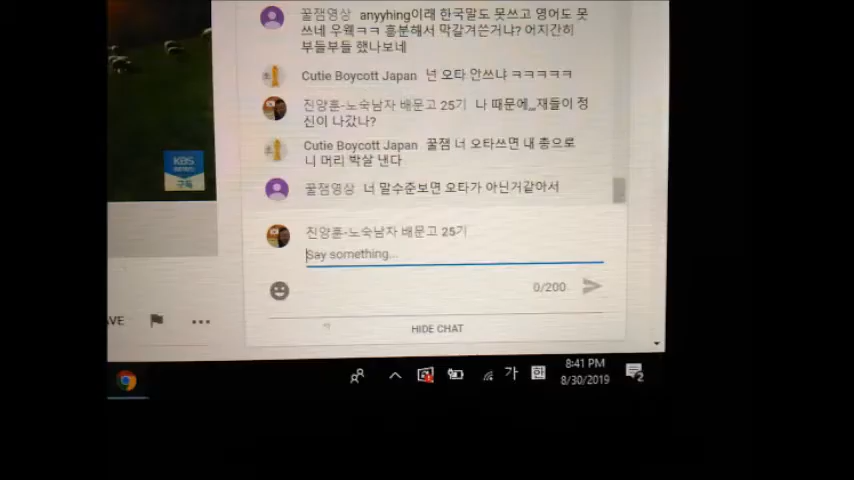 꿀잼영상 anyyhing이래 한국말도 못쓰고 영어도 못
쓰네 우웩ㅋㅋ 흥분해서 막갈겨쓴거냐? 어지간히
부들부들 했나보네
Cutie Boycott Japan 넌 오타 안쓰냐 ㅋㅋㅋㅋㅋ
진양훈-노숙남자 배문고 25기 나 때문에,,,재들이 정
신이 나갔나?
Cutie Boycott Japan 꿀잼 너 오타쓰면 내 총으로
니 머리 박살 낸다
꿀잼영상 너 말수준보면 오타가 아닌거같아서
KBS
구독
진양훈-노숙남자 배문고 25기
Say something...
0/200
AVE
HIDE CHAT
가 한 8:41 PM
8/30/2019
2